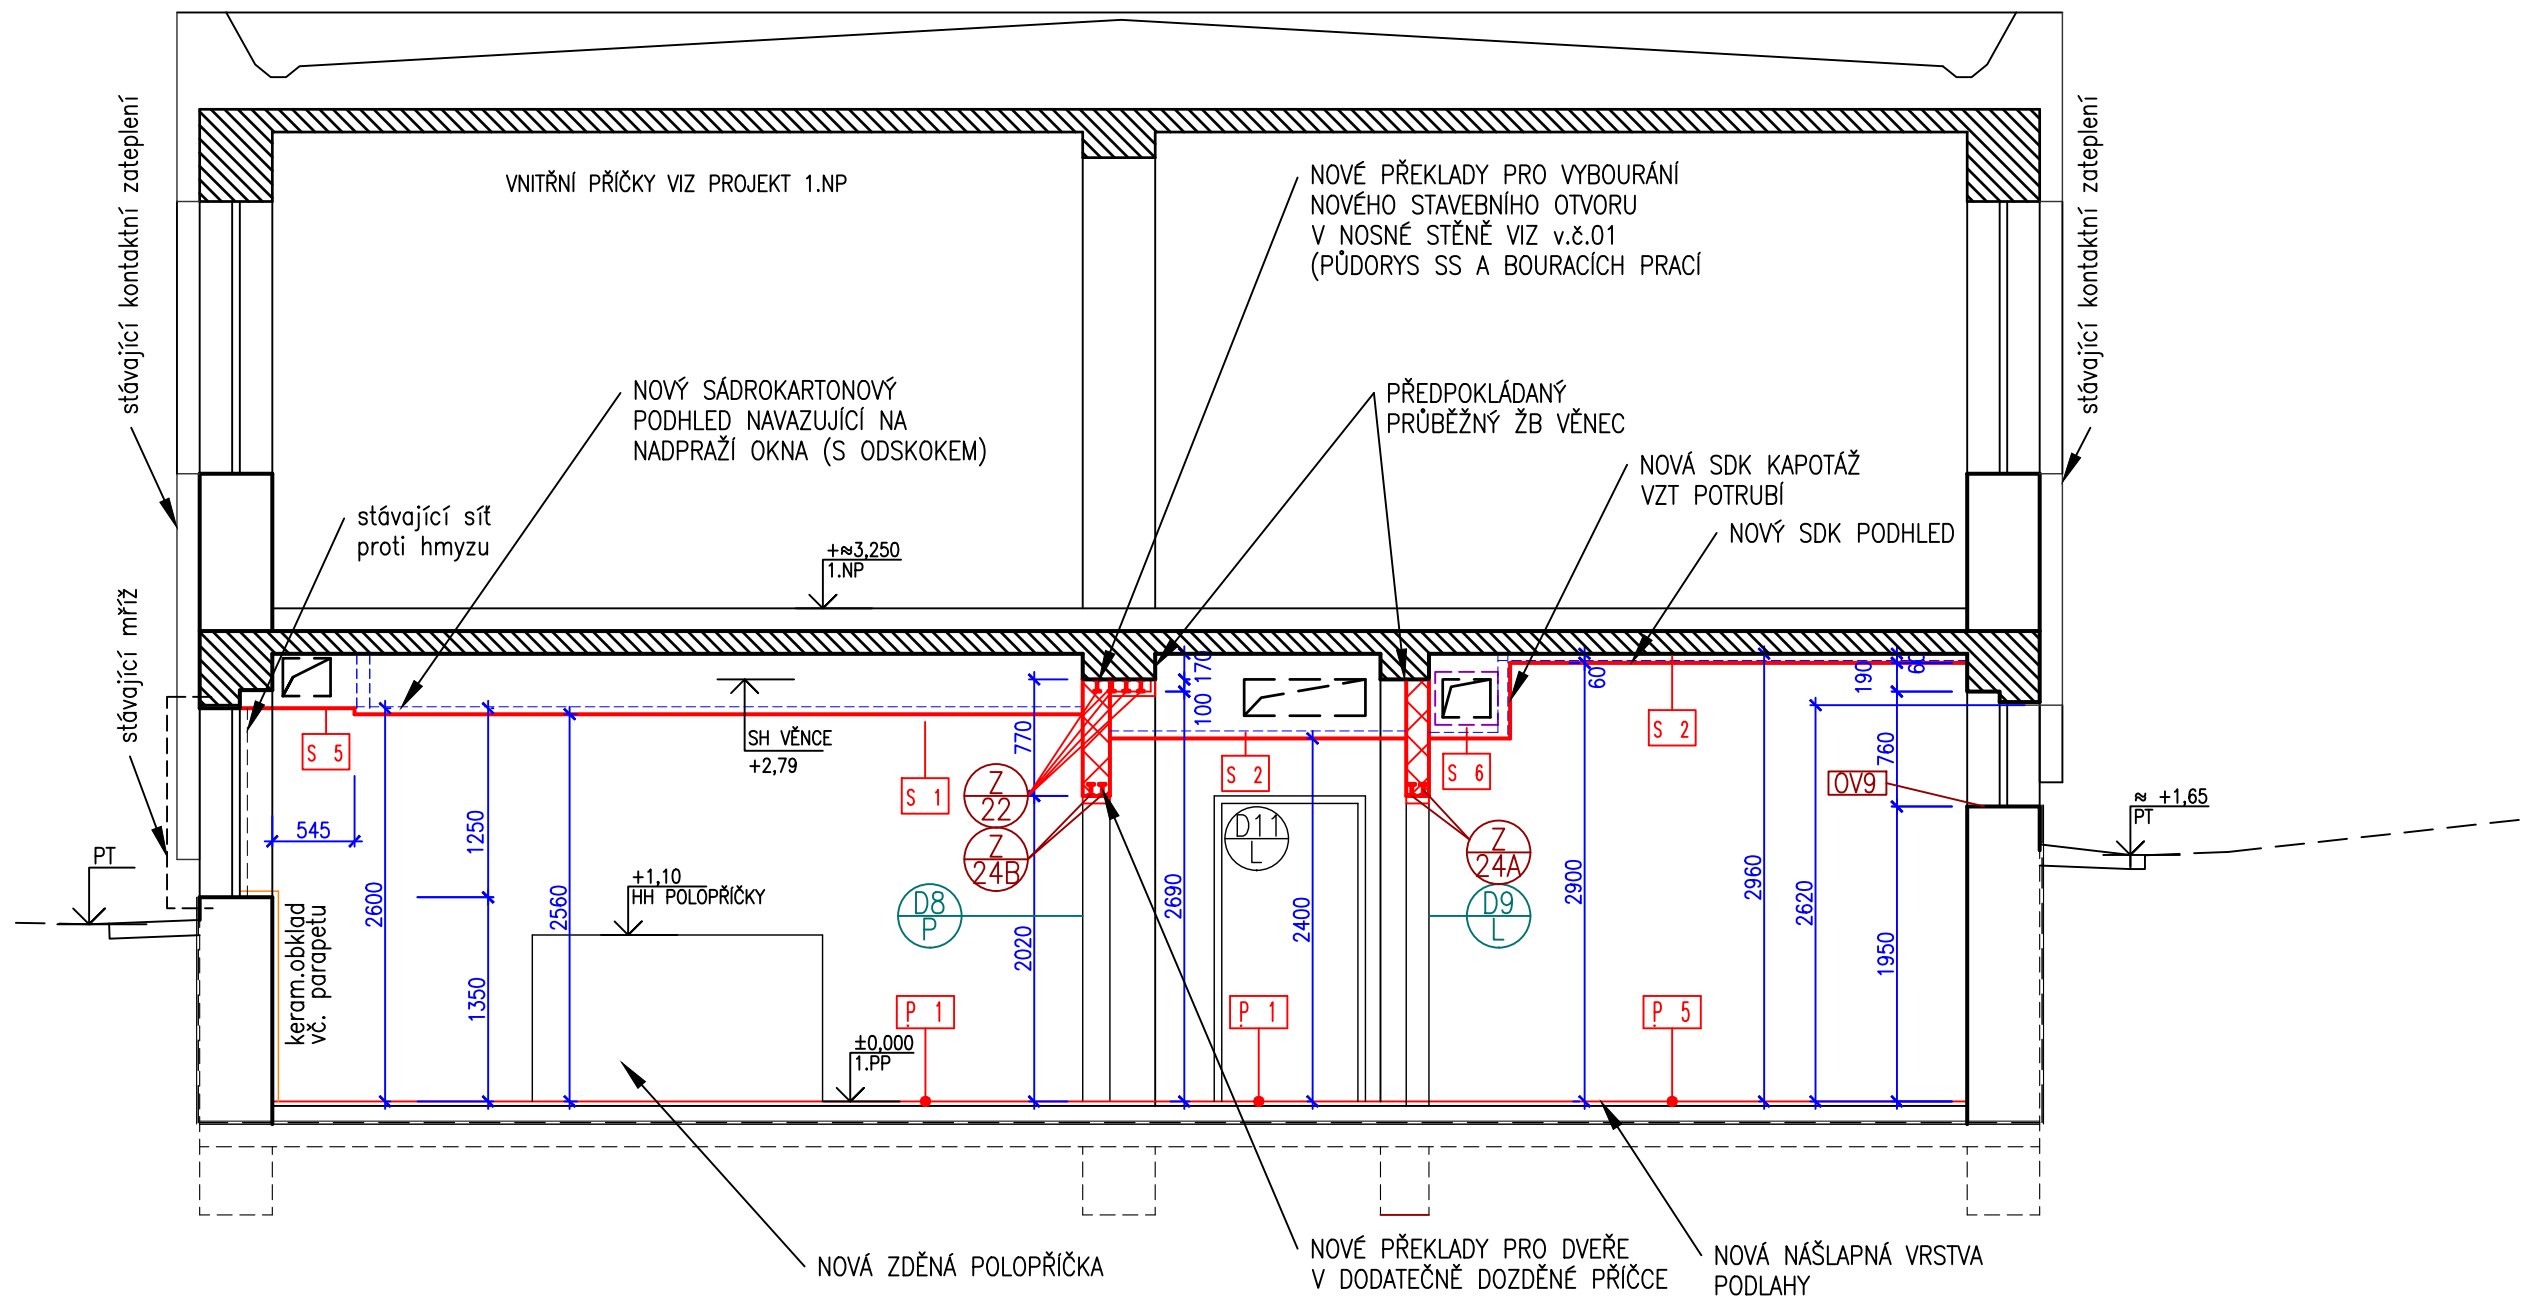 stávající kontaktní zateplení
VNITŘNÍ PŘÍČKY VIZ PROJEKT 1.NP
NOVÉ PŘEKLADY PRO VYBOURÁNÍ
NOVÉHO STAVEBNÍHO OTVORU
V NOSNÉ STĚNĚ VIZ v.č.01
(PŮDORYS SS A BOURACÍCH PRACÍ
stávající kontaktní zateplení
NOVÝ SÁDROKARTONOVÝ
PODHLED NAVAZUJÍCÍ NA
NADPRAŽÍ OKNA (S ODSKOKEM)
PŘEDPOKLÁDANÝ
PRŮBĚŽNÝ ŽB VĚNEC
NOVÁ SDK KAPOTÁŽ
VZT POTRUBÍ
NOVÝ SDK PODHLED
stávající síť
proti hmyzu
+≈3,250
1.NP
stávající mříž
SH VĚNCE
+2,79
S 5
S 1
S 2
S 6
S 2
770
170
100
60
190
60
760
OV9
≈ +1,65
PT
PT
545
1250
Z
22
Z
24B
D11
L
Z
24A
+1,10
HH POLOPŘÍČKY
D8
P
D9
L
2600
1350
2560
2020
2690
2400
2900
2960
2620
1950
keram.obklad
vč. parapetu
P 1
P 1
P 5
±0,000
1.PP
NOVÁ ZDĚNÁ POLOPŘÍČKA
NOVÉ PŘEKLADY PRO DVEŘE
V DODATEČNĚ DOZDĚNÉ PŘÍČCE
NOVÁ NÁŠLAPNÁ VRSTVA
PODLAHY